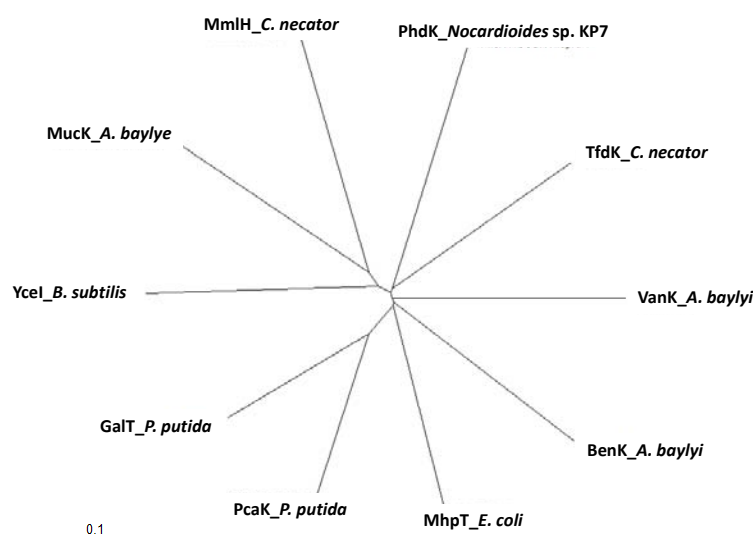 MmlH_C. necator
PhdK_Nocardioides sp. KP7
MucK_A. baylye
TfdK_C. necator
YceI_B. subtilis
VanK_A. baylyi
GalT_P. putida
BenK_A. baylyi
PcaK_P. putida
MhpT_E. coli
0.1